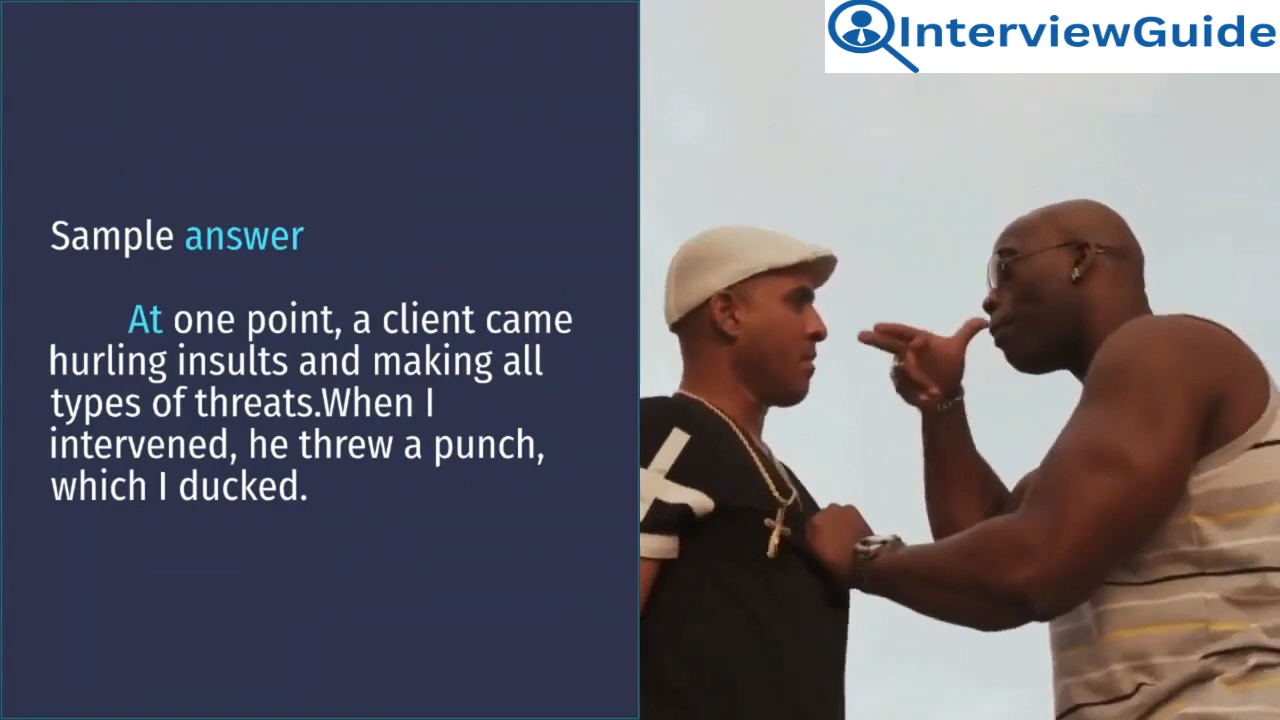 InterviewGuide
Sample answer
At one point, a client came
hurling insults and making all
types of threats.When I
intervened, he threw a punch,
which I ducked.